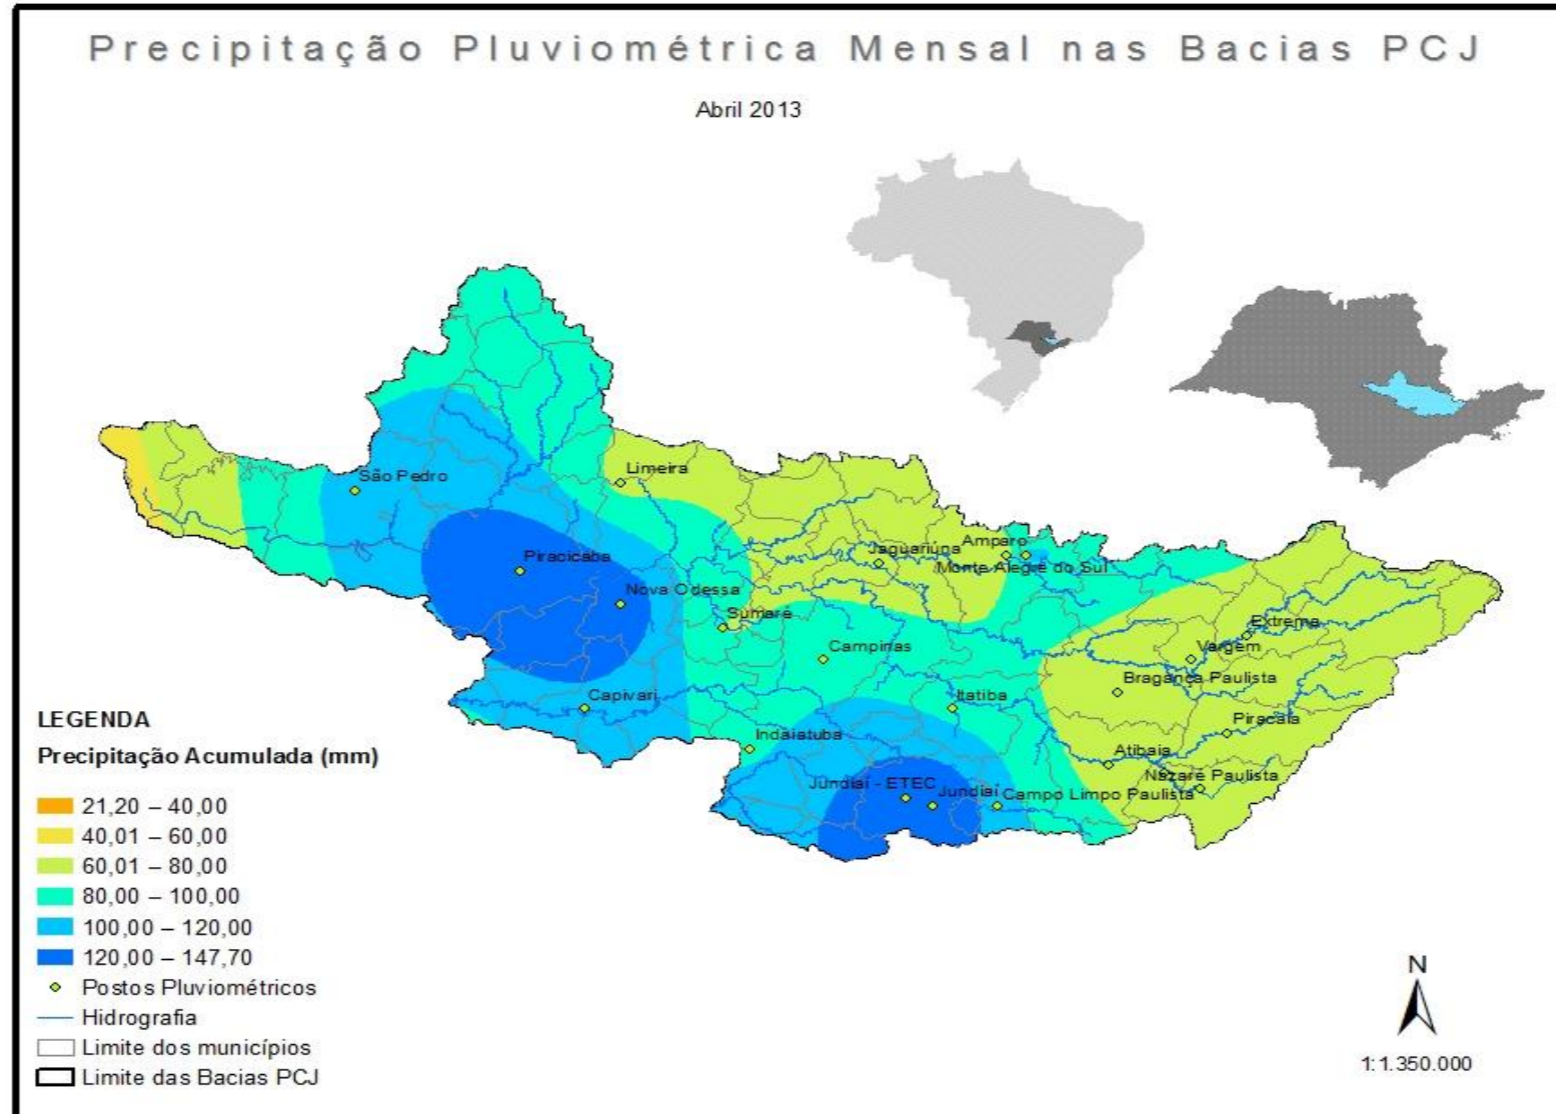 Precipitação Pluviométrica Mensal nas Bacias PCJ
Abril 2013
São Pedro
Limeira
Piracicaba
Nova Odessa
Sumaré
Jaguariúna
Amparo
Monte Alegre do Sul
Campinas
Extrema
Vargem
Bragança Paulista
Capivari
Itatiba
Piracaia
Indaiatuba
Atibaia
Nazaré Paulista
Jundiaí - ETEC
Jundiaí
Campo Limpo Paulista
LEGENDA
Precipitação Acumulada (mm)
21,20 – 40,00
40,01 – 60,00
60,01 – 80,00
80,00 – 100,00
100,00 – 120,00
120,00 – 147,70
Postos Pluviométricos
Hidrografia
Limite dos municípios
Limite das Bacias PCJ
N
1:1.350.000